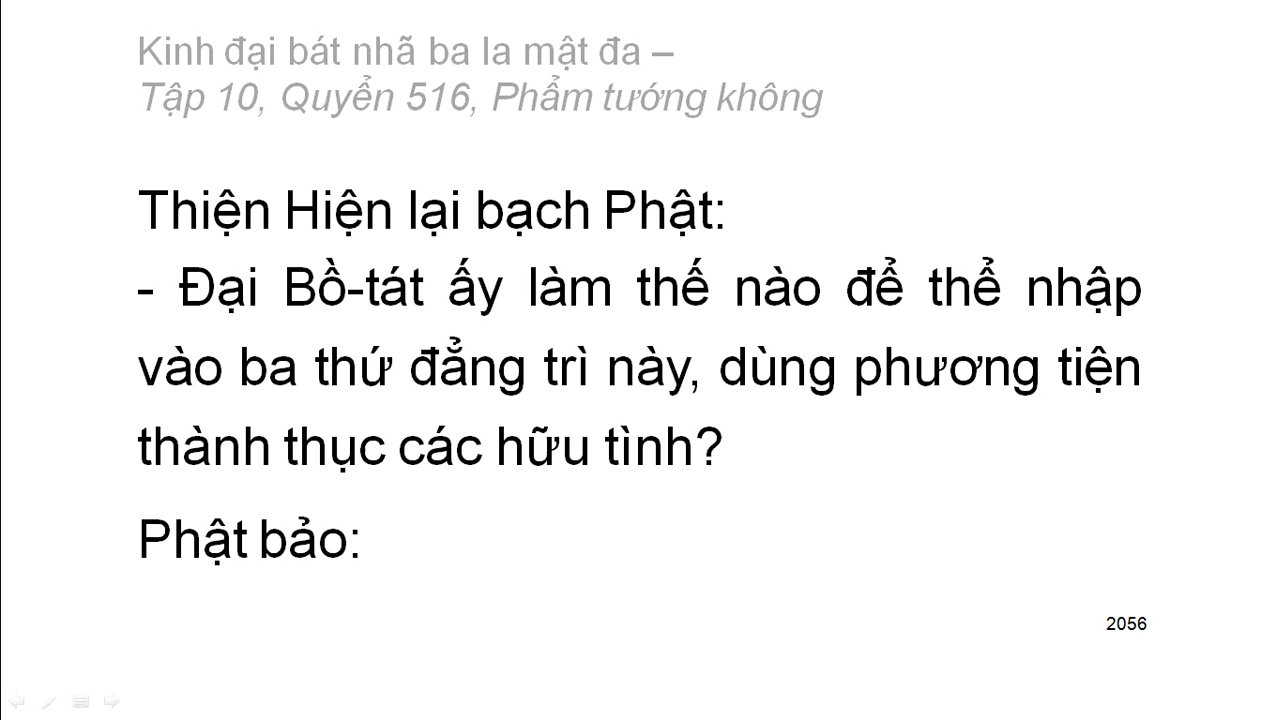 Kinh đại bát nhã ba la mật đa –
Tập 10, Quyển 516, Phẩm tướng không
Thiện Hiện lại bạch Phật:
- Đại Bồ-tát ấy làm thế nào để thể nhập
vào ba thứ đẳng trì này, dùng phương tiện
thành thục các hữu tình?
Phật bảo:
2056